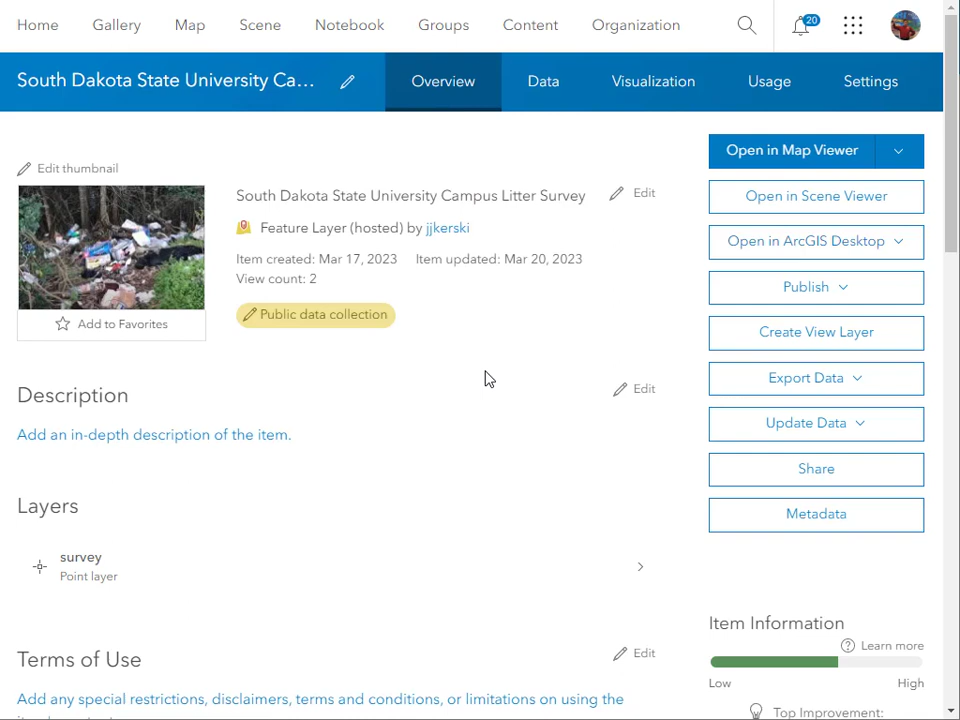 Home Gallery Map Scene Notebook Groups Content Organization 20
South Dakota State University Ca... Overview Data Visualization Usage Settings
Edit thumbnail
South Dakota State University Campus Litter Survey Edit
Feature Layer (hosted) by jjkerski
Item created: Mar 17, 2023 Item updated: Mar 20, 2023
View count: 2
Public data collection
Add to Favorites
Description Edit
Add an in-depth description of the item.
Layers
survey
Point layer
Terms of Use Edit
Add any special restrictions, disclaimers, terms and conditions, or limitations on using the
Open in Map Viewer
Open in Scene Viewer
Open in ArcGIS Desktop
Publish
Create View Layer
Export Data
Update Data
Share
Metadata
Item Information
Learn more
Low High
Top Improvement: